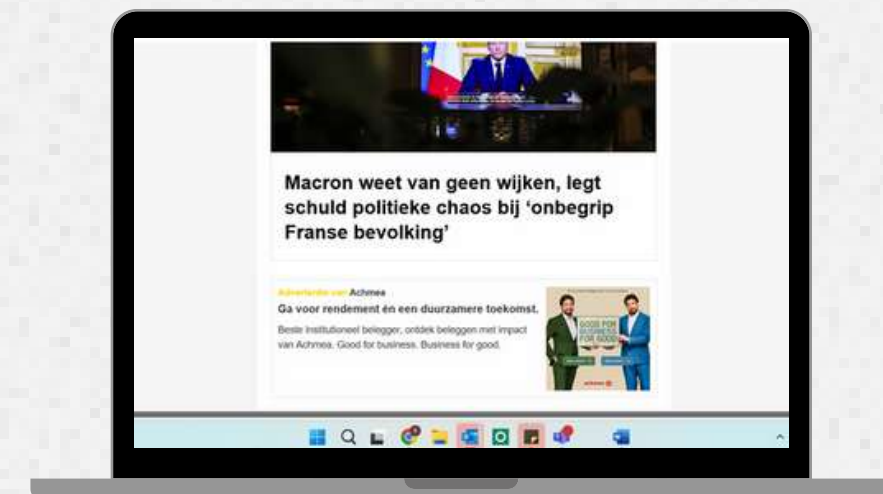 Macron weet van geen wijken, legt
schuld politieke chaos bij ‘onbegrip
Franse bevolking’
Advertentie van Achmea
Ga voor rendement én een duurzamere toekomst.
Beste Institutioneel belegger, ontdek beleggen met impact
van Achmea. Good for business. Business for good.
GOOD FOR
BUSINESS
FOR GOOD
achmea